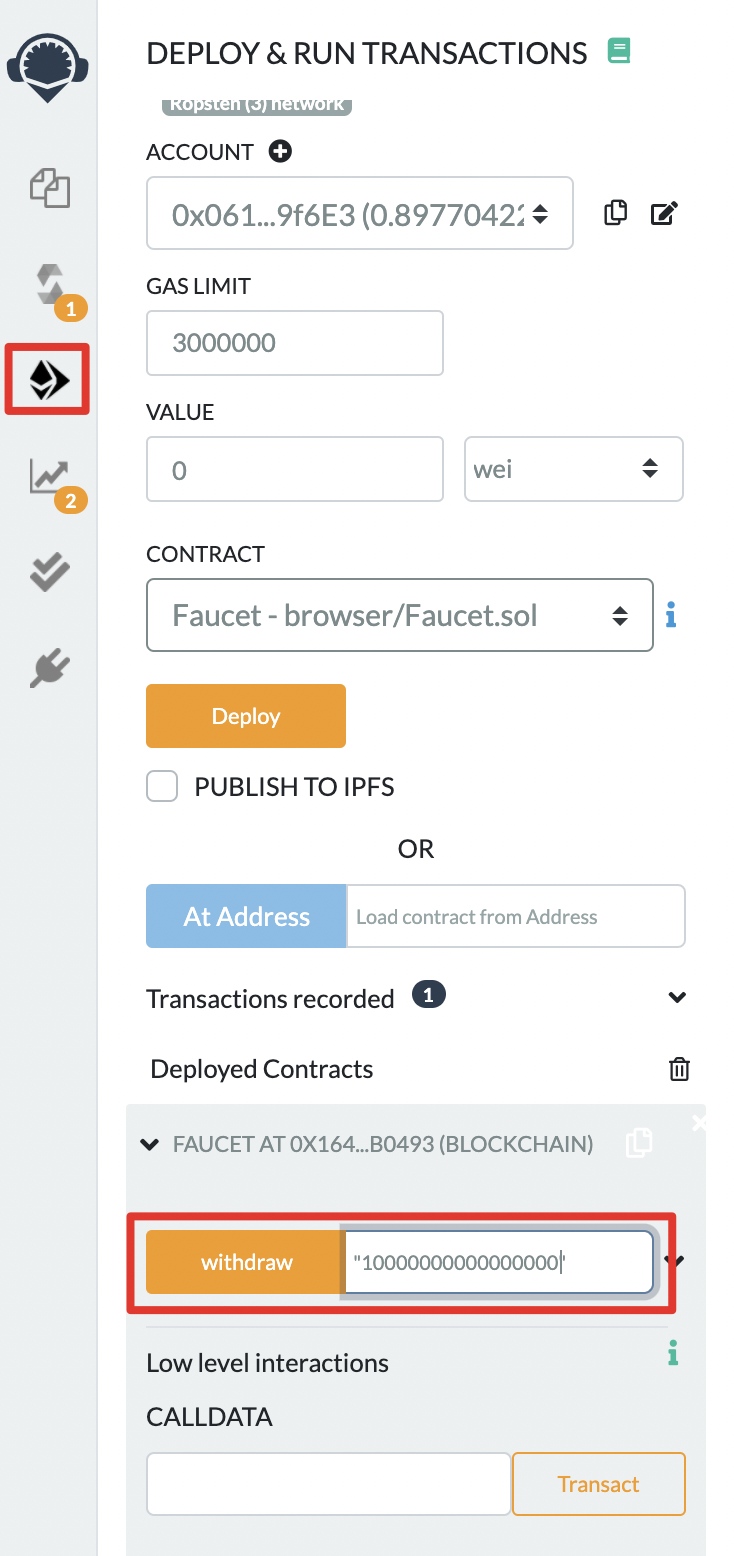 DEPLOY & RUN TRANSACTIONS
Ropsten (3) network
ACCOUNT
0x061...9f6E3 (0.89770422
GAS LIMIT
3000000
1
VALUE
0
wei
2
CONTRACT
Faucet - browser/Faucet.sol
Deploy
PUBLISH TO IPFS
OR
At Address
Load contract from Address
Transactions recorded 1
Deployed Contracts
FAUCET AT 0X164...B0493 (BLOCKCHAIN)
withdraw
"10000000000000000"
Low level interactions
CALLDATA
Transact